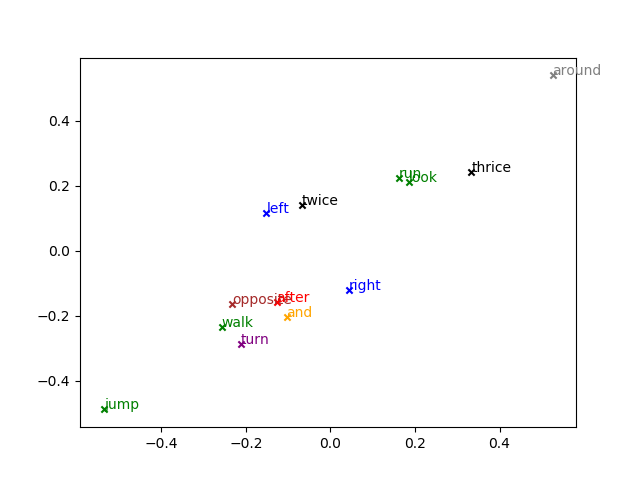 around
0.4
thrice
run
look
0.2
twice
left
0.0
right
after
opposite
and
−0.2
walk
turn
−0.4
jump
−0.4
−0.2
0.0
0.2
0.4